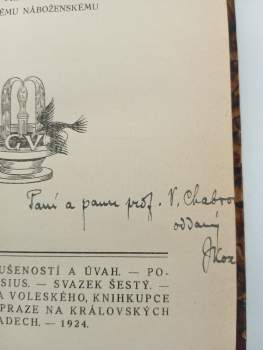 ÉMU NÁBOŽENSKÉMU
G. V.
Paní a panu prof. V. Chabro
oddaný
JKoz
UŠENOSTÍ A ÚVAH. — PO-
SIUS. — SVAZEK ŠESTÝ. —
A VOLESKÉHO, KNIHKUPCE
PRAZE NA KRÁLOVSKÝCH
ADECH. — 1924.